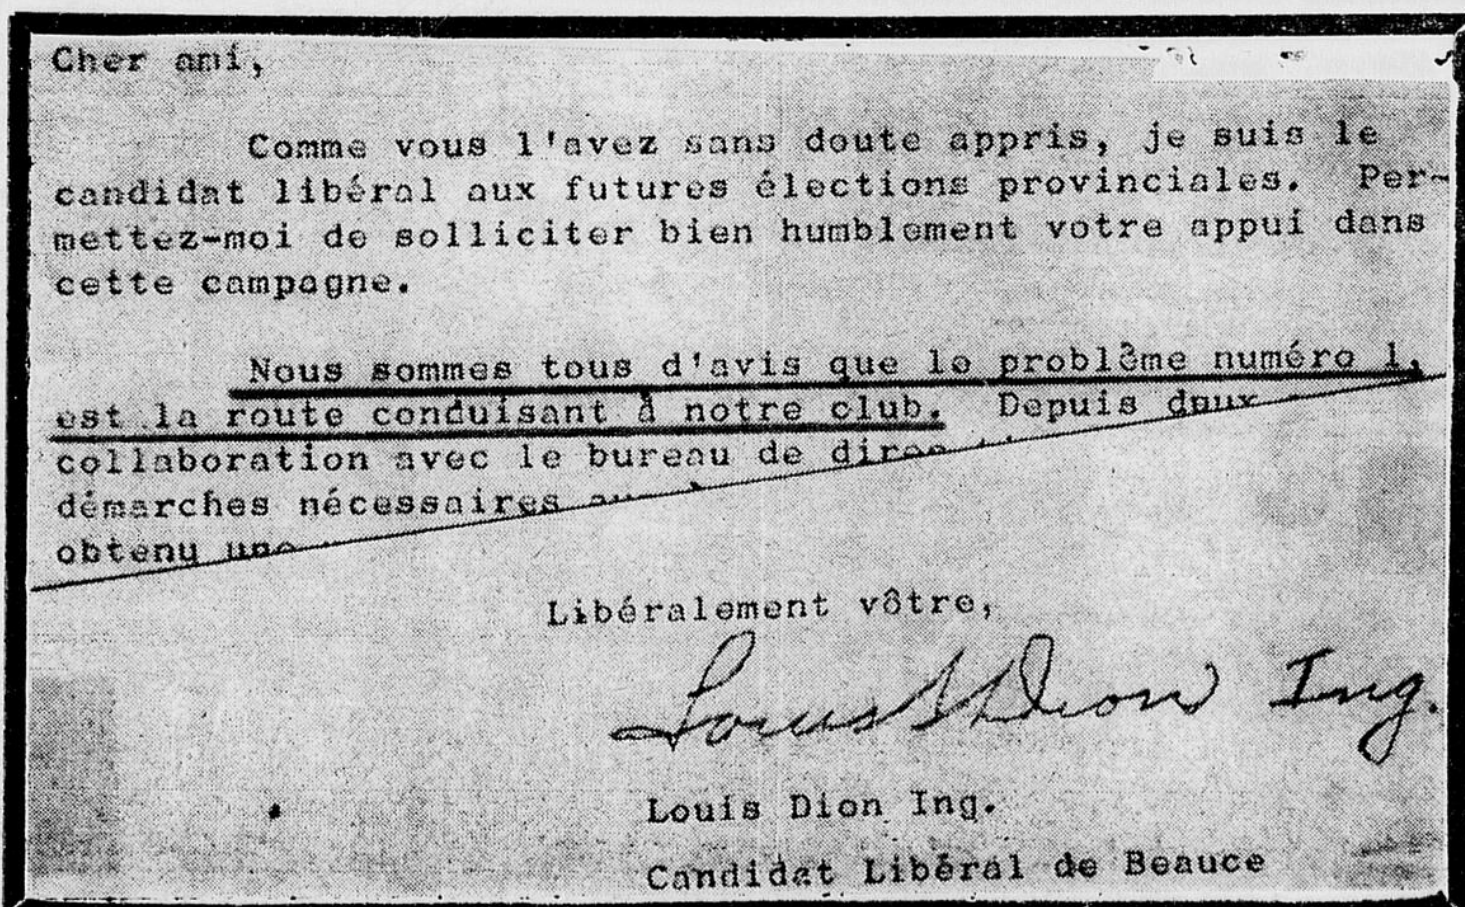 Cher ami,
Comme vous l'avez sans doute appris, je suis le
candidat libéral aux futures élections provinciales. Per-
mettez-moi de solliciter bien humblement votre appui dans
cette campagne.
Nous sommes tous d'avis que le problème numéro 1,
est la route conduisant à notre club. Depuis deux
collaboration avec le bureau de direc
démarches nécessaires
obtenu une
Libéralement vôtre,
Louis Dion Ing.
Louis Dion Ing.
Candidat Libéral de Beauce